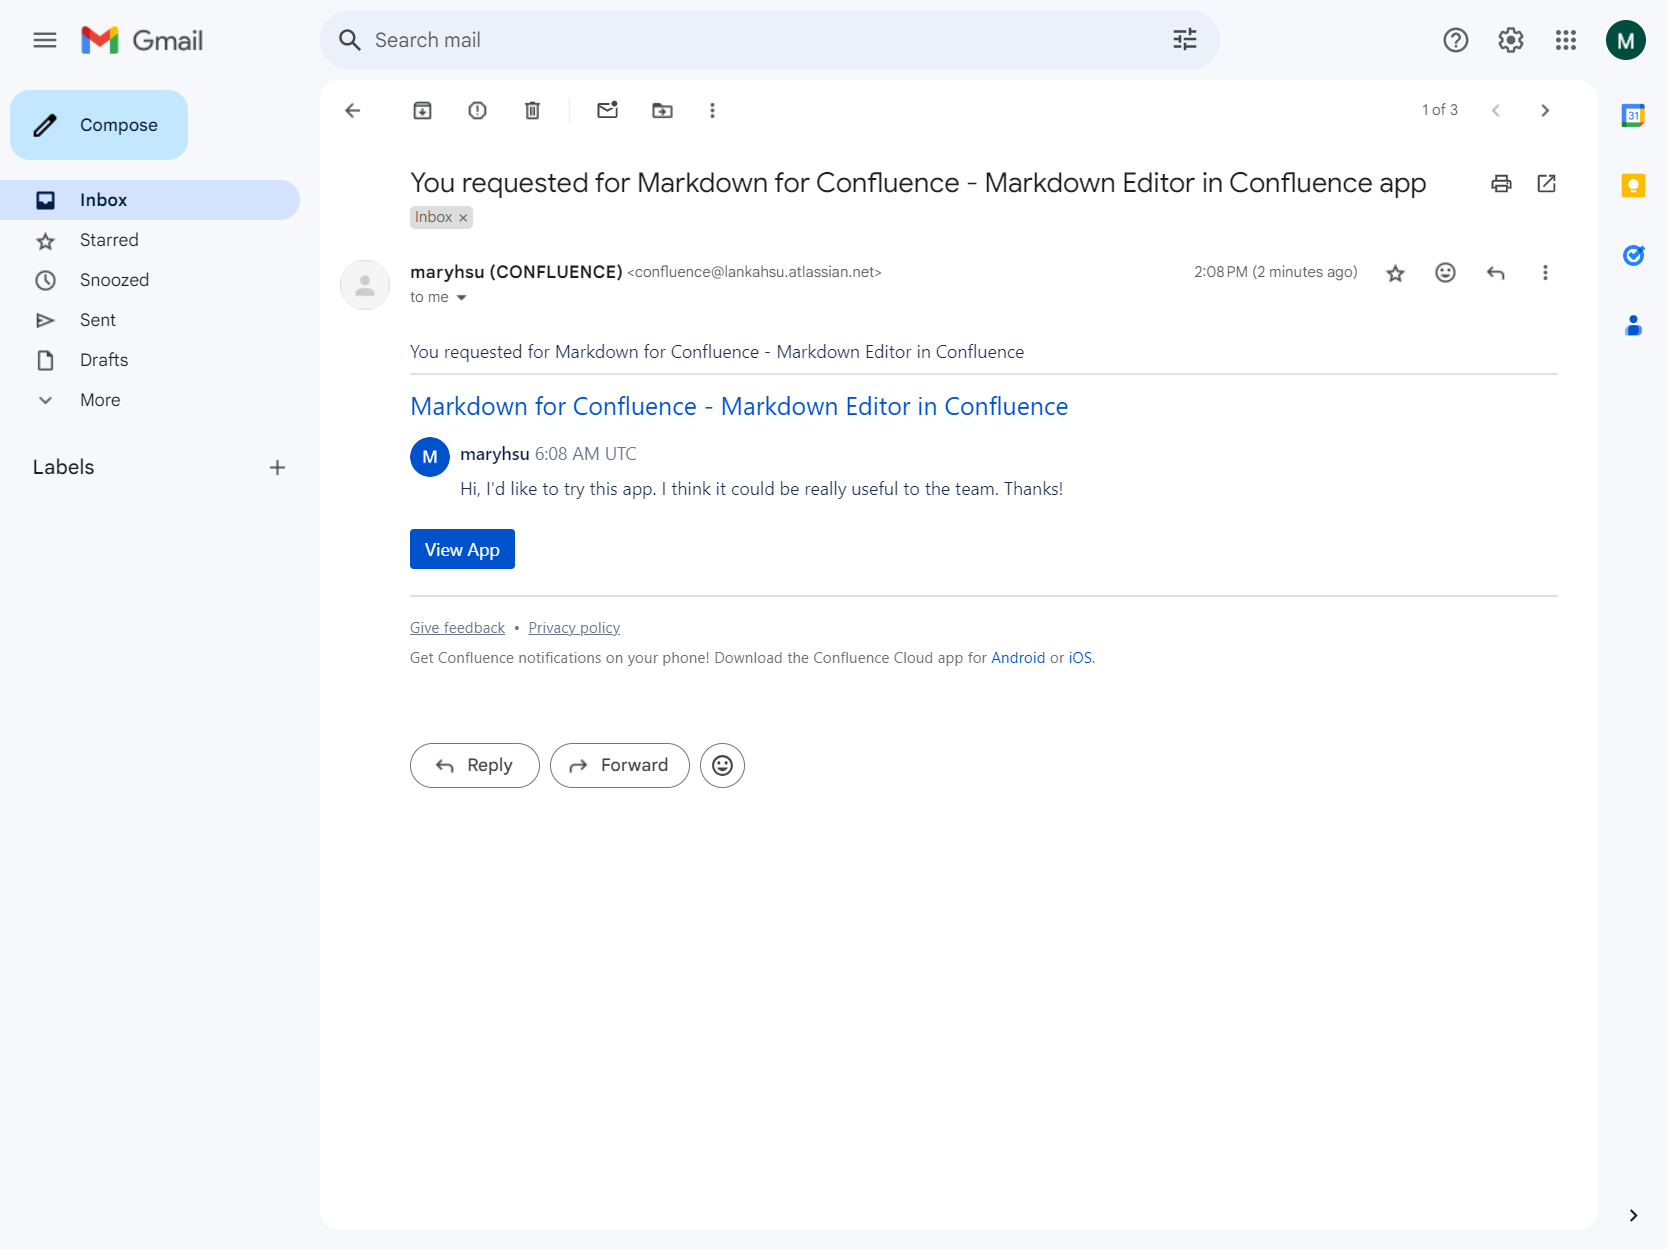 Gmail
Search mail
M
Compose
Inbox
Starred
Snoozed
Sent
Drafts
More
Labels
1 of 3
31
You requested for Markdown for Confluence - Markdown Editor in Confluence app
Inbox ×
maryhsu (CONFLUENCE) <confluence@lankahsu.atlassian.net>
2:08 PM (2 minutes ago)
to me
You requested for Markdown for Confluence - Markdown Editor in Confluence
Markdown for Confluence - Markdown Editor in Confluence
M
maryhsu 6:08 AM UTC
Hi, I'd like to try this app. I think it could be really useful to the team. Thanks!
View App
Give feedback • Privacy policy
Get Confluence notifications on your phone! Download the Confluence Cloud app for Android or iOS.
Reply
Forward